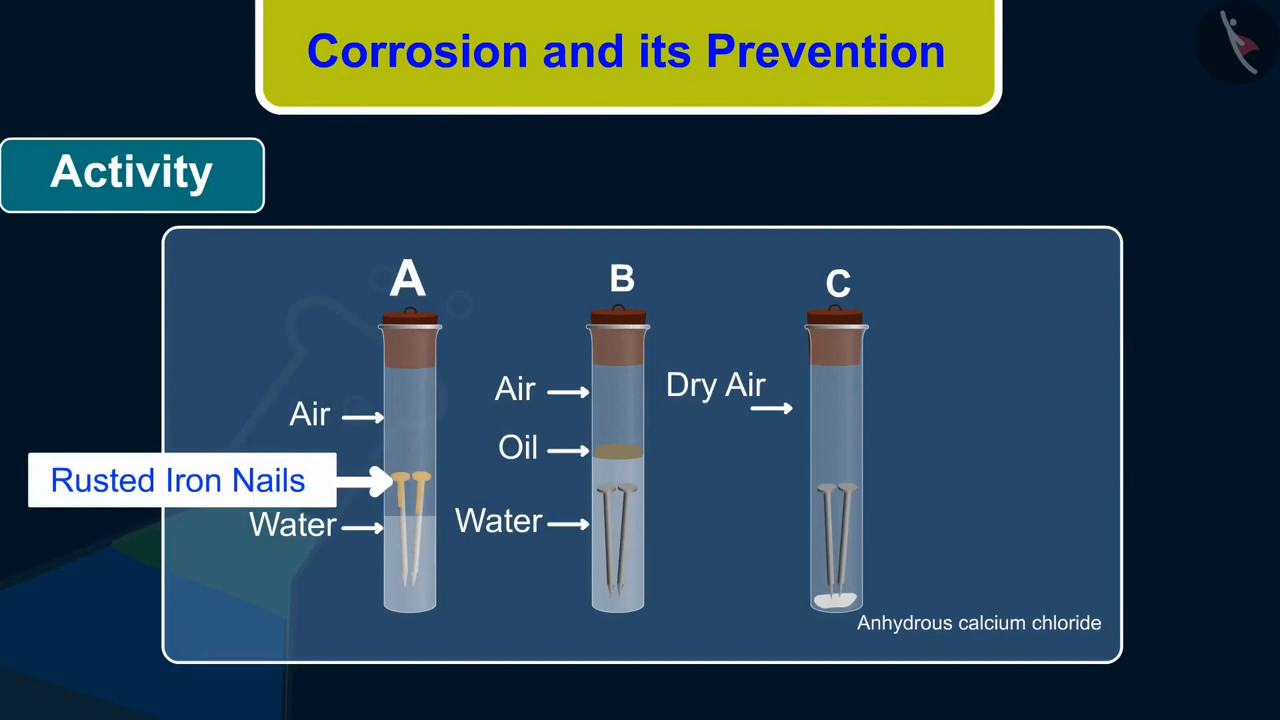 Corrosion and its Prevention
Activity
A
B
C
Air
Rusted Iron Nails
Water
Air
Oil
Water
Dry Air
Anhydrous calcium chloride